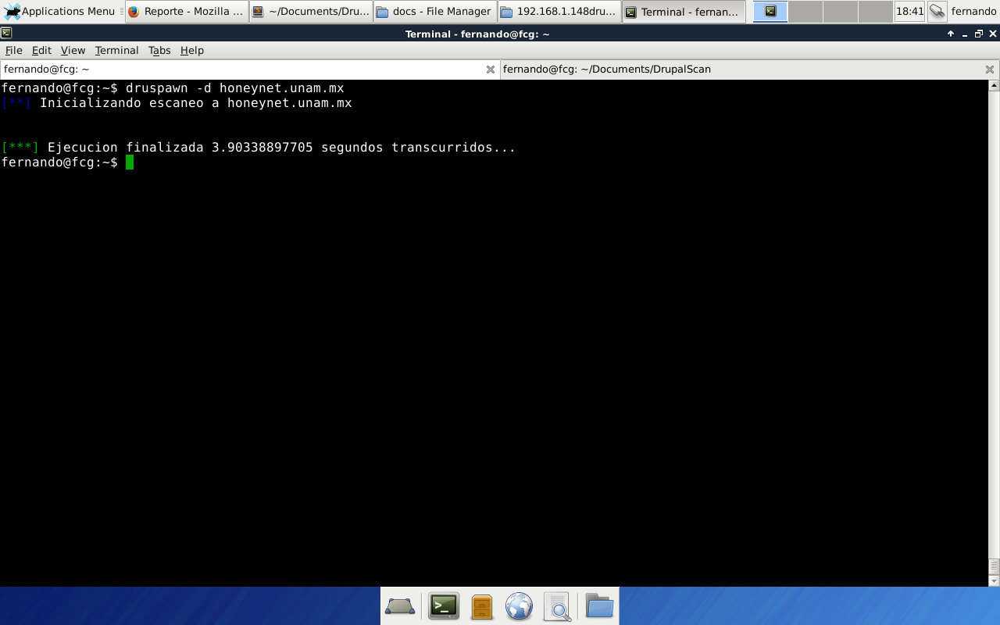 Applications Menu
Reporte - Mozilla ...
~/Documents/Dru...
docs - File Manager
192.168.1.148dru...
Terminal - fernan...
18:41
fernando
Terminal - fernando@fcg: ~
File Edit View Terminal Tabs Help
fernando@fcg: ~
fernando@fcg: ~/Documents/DrupalScan
fernando@fcg:~$ druspawn -d honeynet.unam.mx
[**] Inicializando escaneo a honeynet.unam.mx
[***] Ejecucion finalizada 3.90338897705 segundos transcurridos...
fernando@fcg:~$